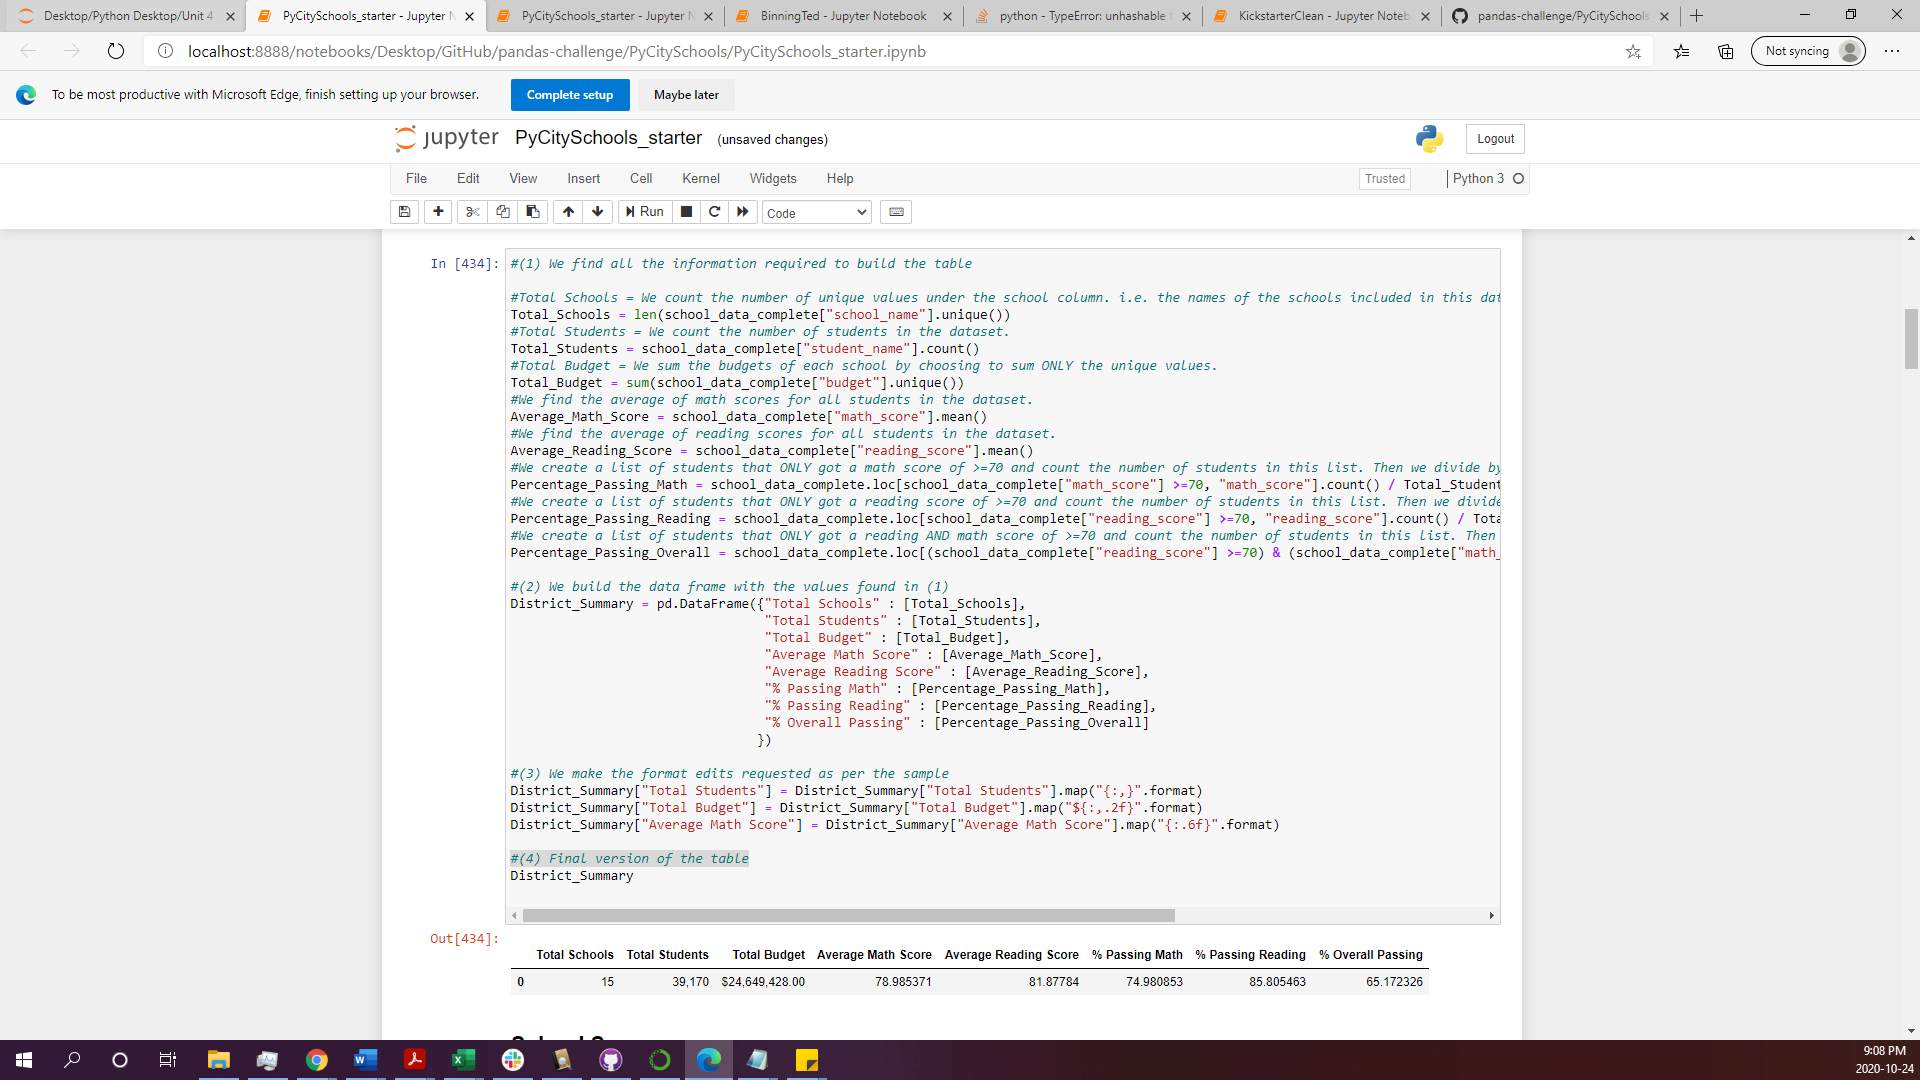 Desktop/Python Desktop/Unit 4
PyCitySchools_starter - Jupyter N
PyCitySchools_starter - Jupyter N
BinningTed - Jupyter Notebook
python - TypeError: unhashable t
KickstarterClean - Jupyter Noteb
pandas-challenge/PyCitySchools
localhost:8888/notebooks/Desktop/GitHub/pandas-challenge/PyCitySchools/PyCitySchools_starter.ipynb
Not syncing
To be most productive with Microsoft Edge, finish setting up your browser. Complete setup Maybe later
jupyter PyCitySchools_starter (unsaved changes) Logout
File Edit View Insert Cell Kernel Widgets Help Trusted Python 3
Run Code
In [434]: #(1) We find all the information required to build the table
#Total Schools = We count the number of unique values under the school column. i.e. the names of the schools included in this dat
Total_Schools = len(school_data_complete["school_name"].unique())
#Total Students = We count the number of students in the dataset.
Total_Students = school_data_complete["student_name"].count()
#Total Budget = We sum the budgets of each school by choosing to sum ONLY the unique values.
Total_Budget = sum(school_data_complete["budget"].unique())
#We find the average of math scores for all students in the dataset.
Average_Math_Score = school_data_complete["math_score"].mean()
#We find the average of reading scores for all students in the dataset.
Average_Reading_Score = school_data_complete["reading_score"].mean()
#We create a list of students that ONLY got a math score of >=70 and count the number of students in this list. Then we divide by
Percentage_Passing_Math = school_data_complete.loc[school_data_complete["math_score"] >=70, "math_score"].count() / Total_Student
#We create a list of students that ONLY got a reading score of >=70 and count the number of students in this list. Then we divide
Percentage_Passing_Reading = school_data_complete.loc[school_data_complete["reading_score"] >=70, "reading_score"].count() / Tota
#We create a list of students that ONLY got a reading AND math score of >=70 and count the number of students in this list. Then
Percentage_Passing_Overall = school_data_complete.loc[(school_data_complete["reading_score"] >=70) & (school_data_complete["math_
#(2) We build the data frame with the values found in (1)
District_Summary = pd.DataFrame({"Total Schools" : [Total_Schools],
"Total Students" : [Total_Students],
"Total Budget" : [Total_Budget],
"Average Math Score" : [Average_Math_Score],
"Average Reading Score" : [Average_Reading_Score],
"% Passing Math" : [Percentage_Passing_Math],
"% Passing Reading" : [Percentage_Passing_Reading],
"% Overall Passing" : [Percentage_Passing_Overall]
})
#(3) We make the format edits requested as per the sample
District_Summary["Total Students"] = District_Summary["Total Students"].map("{:,}".format)
District_Summary["Total Budget"] = District_Summary["Total Budget"].map("${:,.2f}".format)
District_Summary["Average Math Score"] = District_Summary["Average Math Score"].map("{:.6f}".format)
#(4) Final version of the table
District_Summary
Out[434]:
Total Schools Total Students Total Budget Average Math Score Average Reading Score % Passing Math % Passing Reading % Overall Passing
0 15 39,170 $24,649,428.00 78.985371 81.87784 74.980853 85.805463 65.172326
9:08 PM
2020-10-24